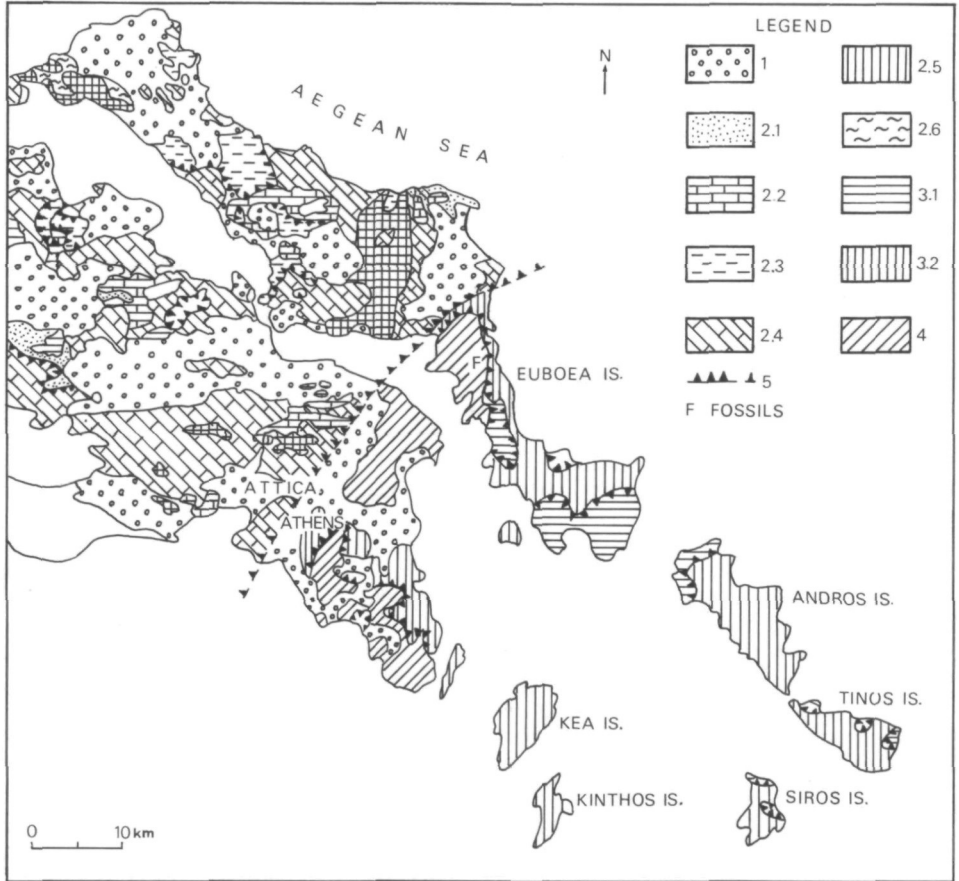 LEGEND
N
1
2.5
AEGEAN SEA
2.1
2.6
2.2
3.1
2.3
3.2
2.4
4
5
F
EUBOEA IS.
F FOSSILS
ATTICA
ATHENS
ANDROS IS.
TINOS IS.
KEA IS.
KINTHOS IS.
SIROS IS.
0 10 km